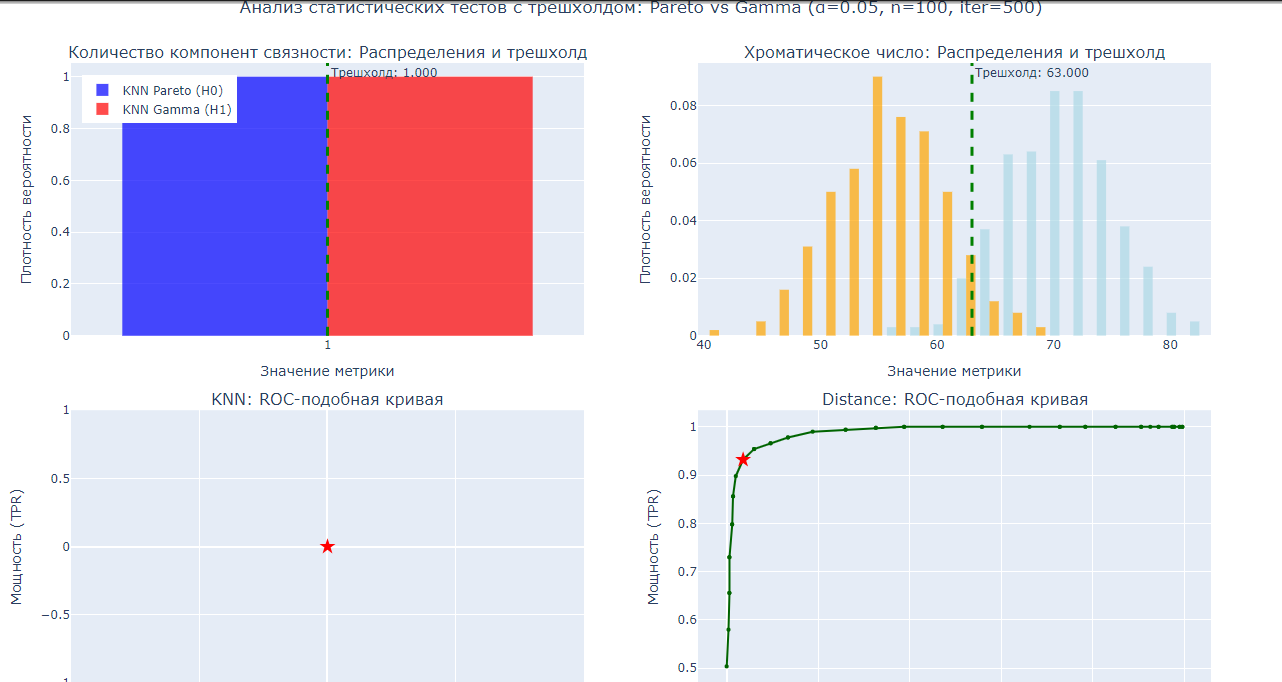 Анализ статистических тестов с трешхолдом: Pareto vs Gamma (α=0.05, n=100, iter=500)
Количество компонент связности: Распределения и трешхолд
Трешхолд: 1.000
KNN Pareto (H0)
KNN Gamma (H1)
Плотность вероятности
1
0.8
0.6
0.4
0.2
0
1
Значение метрики
Хроматическое число: Распределения и трешхолд
Трешхолд: 63.000
Плотность вероятности
0.08
0.06
0.04
0.02
0
40 50 60 70 80
Значение метрики
KNN: ROC-подобная кривая
Мощность (TPR)
1
0.5
0
−0.5
Distance: ROC-подобная кривая
Мощность (TPR)
1
0.9
0.8
0.7
0.6
0.5